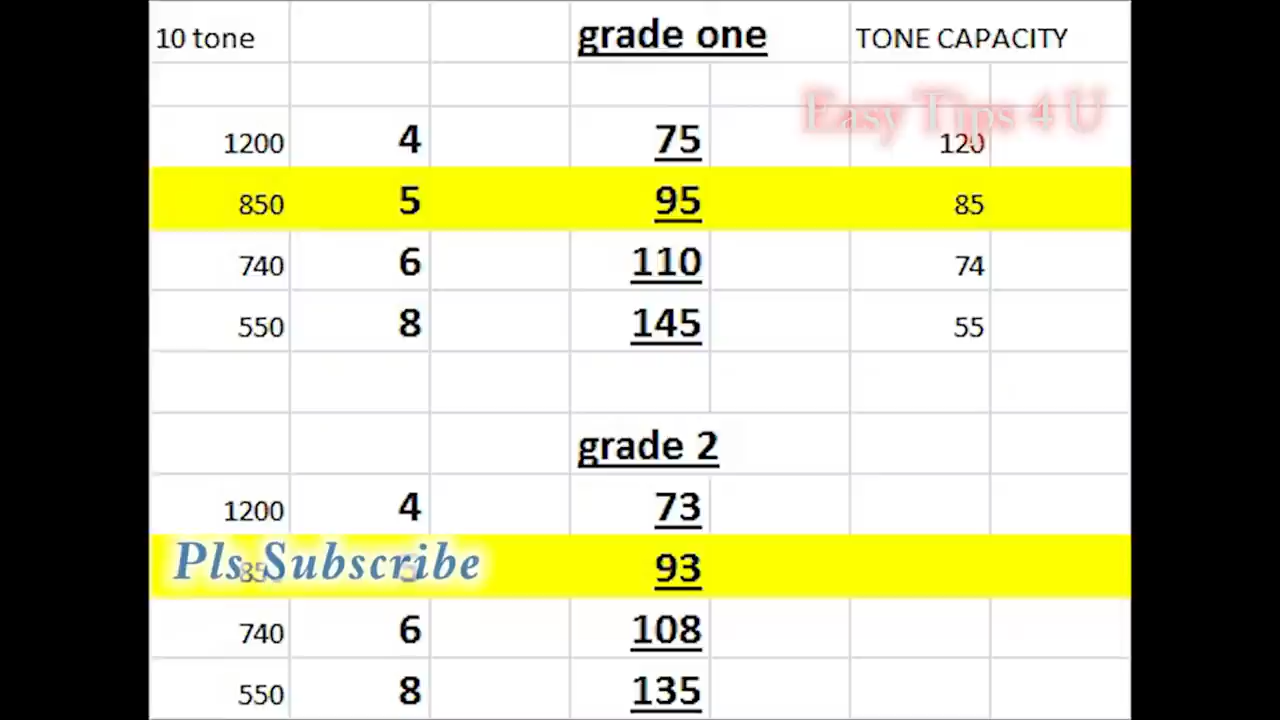 10 tone grade one TONE CAPACITY
Easy Tips 4 U
1200 4 75 120
850 5 95 85
740 6 110 74
550 8 145 55
grade 2
1200 4 73
Pls Subscribe
93
740 6 108
550 8 135